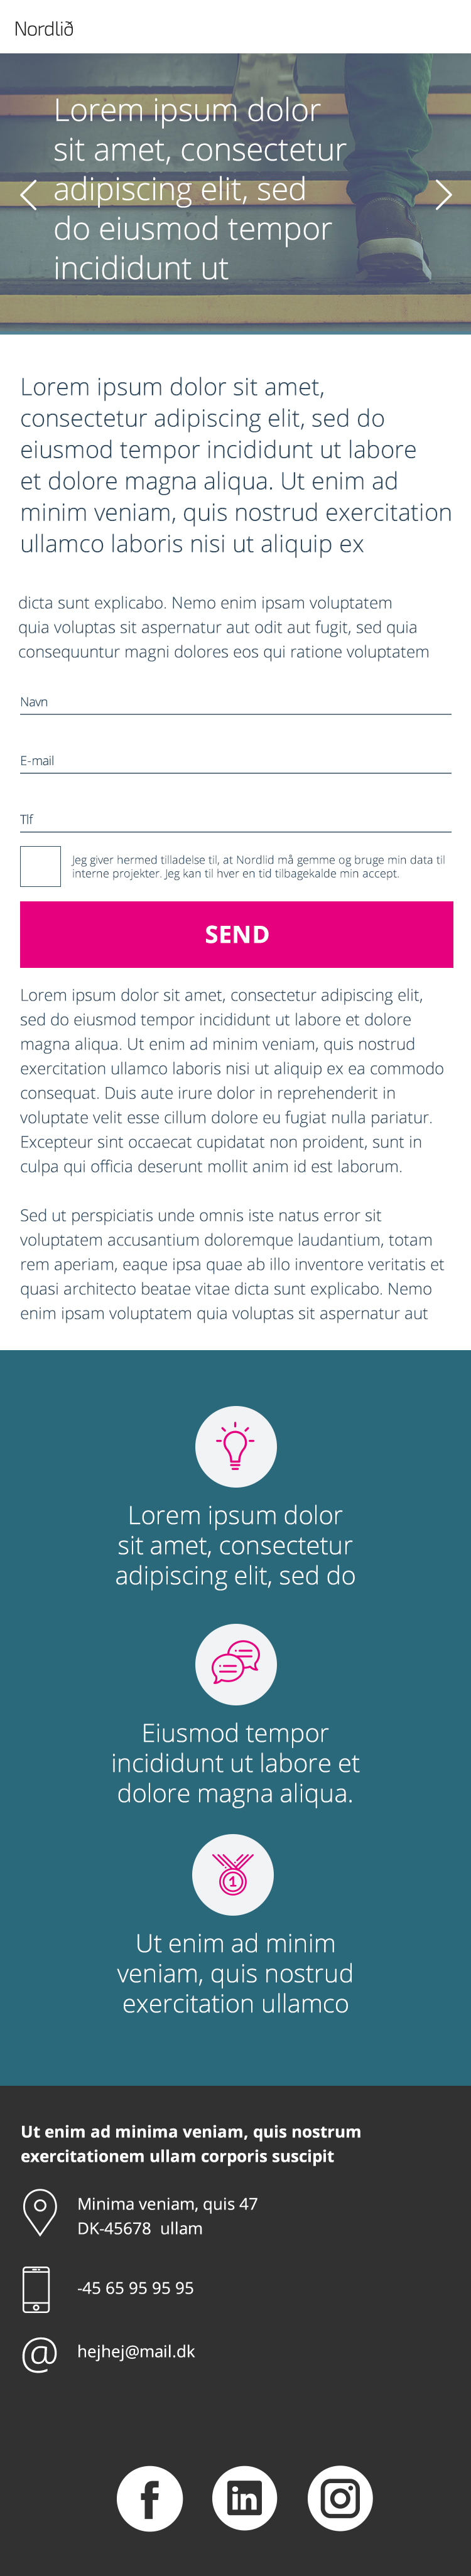 Nordlið
Lorem ipsum dolor
sit amet, consectetur
adipiscing elit, sed
do eiusmod tempor
incididunt ut
Lorem ipsum dolor sit amet,
consectetur adipiscing elit, sed do
eiusmod tempor incididunt ut labore
et dolore magna aliqua. Ut enim ad
minim veniam, quis nostrud exercitation
ullamco laboris nisi ut aliquip ex
dicta sunt explicabo. Nemo enim ipsam voluptatem
quia voluptas sit aspernatur aut odit aut fugit, sed quia
consequuntur magni dolores eos qui ratione voluptatem
Navn
E-mail
Tlf
Jeg giver hermed tilladelse til, at Nordlid må gemme og bruge min data til
interne projekter. Jeg kan til hver en tid tilbagekalde min accept.
SEND
Lorem ipsum dolor sit amet, consectetur adipiscing elit,
sed do eiusmod tempor incididunt ut labore et dolore
magna aliqua. Ut enim ad minim veniam, quis nostrud
exercitation ullamco laboris nisi ut aliquip ex ea commodo
consequat. Duis aute irure dolor in reprehenderit in
voluptate velit esse cillum dolore eu fugiat nulla pariatur.
Excepteur sint occaecat cupidatat non proident, sunt in
culpa qui officia deserunt mollit anim id est laborum.
Sed ut perspiciatis unde omnis iste natus error sit
voluptatem accusantium doloremque laudantium, totam
rem aperiam, eaque ipsa quae ab illo inventore veritatis et
quasi architecto beatae vitae dicta sunt explicabo. Nemo
enim ipsam voluptatem quia voluptas sit aspernatur aut
Lorem ipsum dolor
sit amet, consectetur
adipiscing elit, sed do
Eiusmod tempor
incididunt ut labore et
dolore magna aliqua.
1
Ut enim ad minim
veniam, quis nostrud
exercitation ullamco
Ut enim ad minima veniam, quis nostrum
exercitationem ullam corporis suscipit
Minima veniam, quis 47
DK-45678 ullam
-45 65 95 95 95
@ hejhej@mail.dk
f in